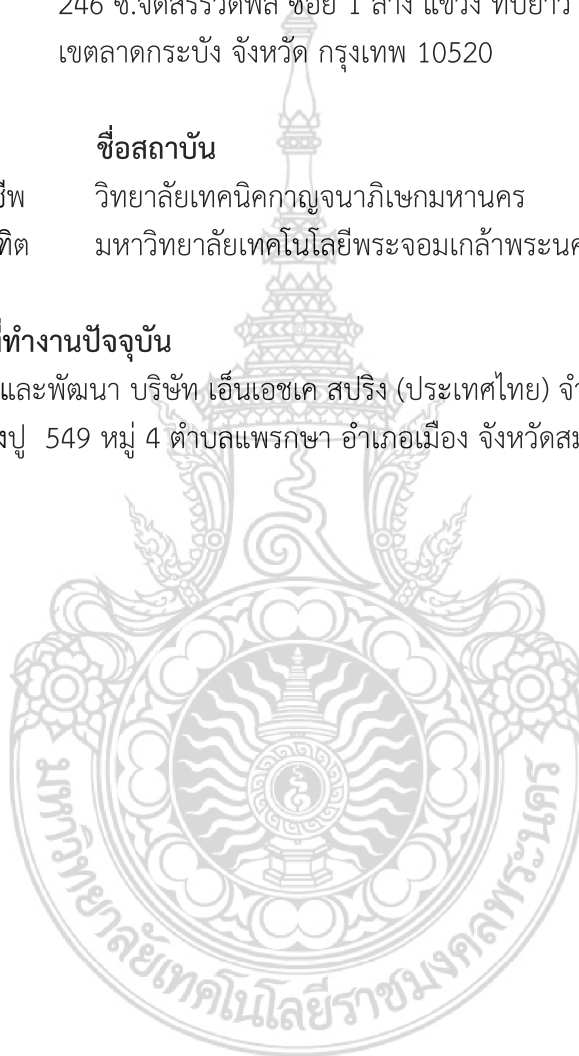 246 ซ.จัดสรรวัดพล ซอย 1 ล่าง แขวง ทับยาว
เขตลาดกระบัง จังหวัด กรุงเทพ 10520
ชื่อสถาบัน
ชีพ วิทยาลัยเทคนิคกาญจนาภิเษกมหานคร
ฑิต มหาวิทยาลัยเทคโนโลยีพระจอมเกล้าพระนค
ที่ทำงานปัจจุบัน
และพัฒนา บริษัท เอ็นเอชเค สปริง (ประเทศไทย) จำ
งปู 549 หมู่ 4 ตำบลแพรกษา อำเภอเมือง จังหวัดสม
มหาวิทยาลัยเทคโนโลยีราชมงคลพระนคร